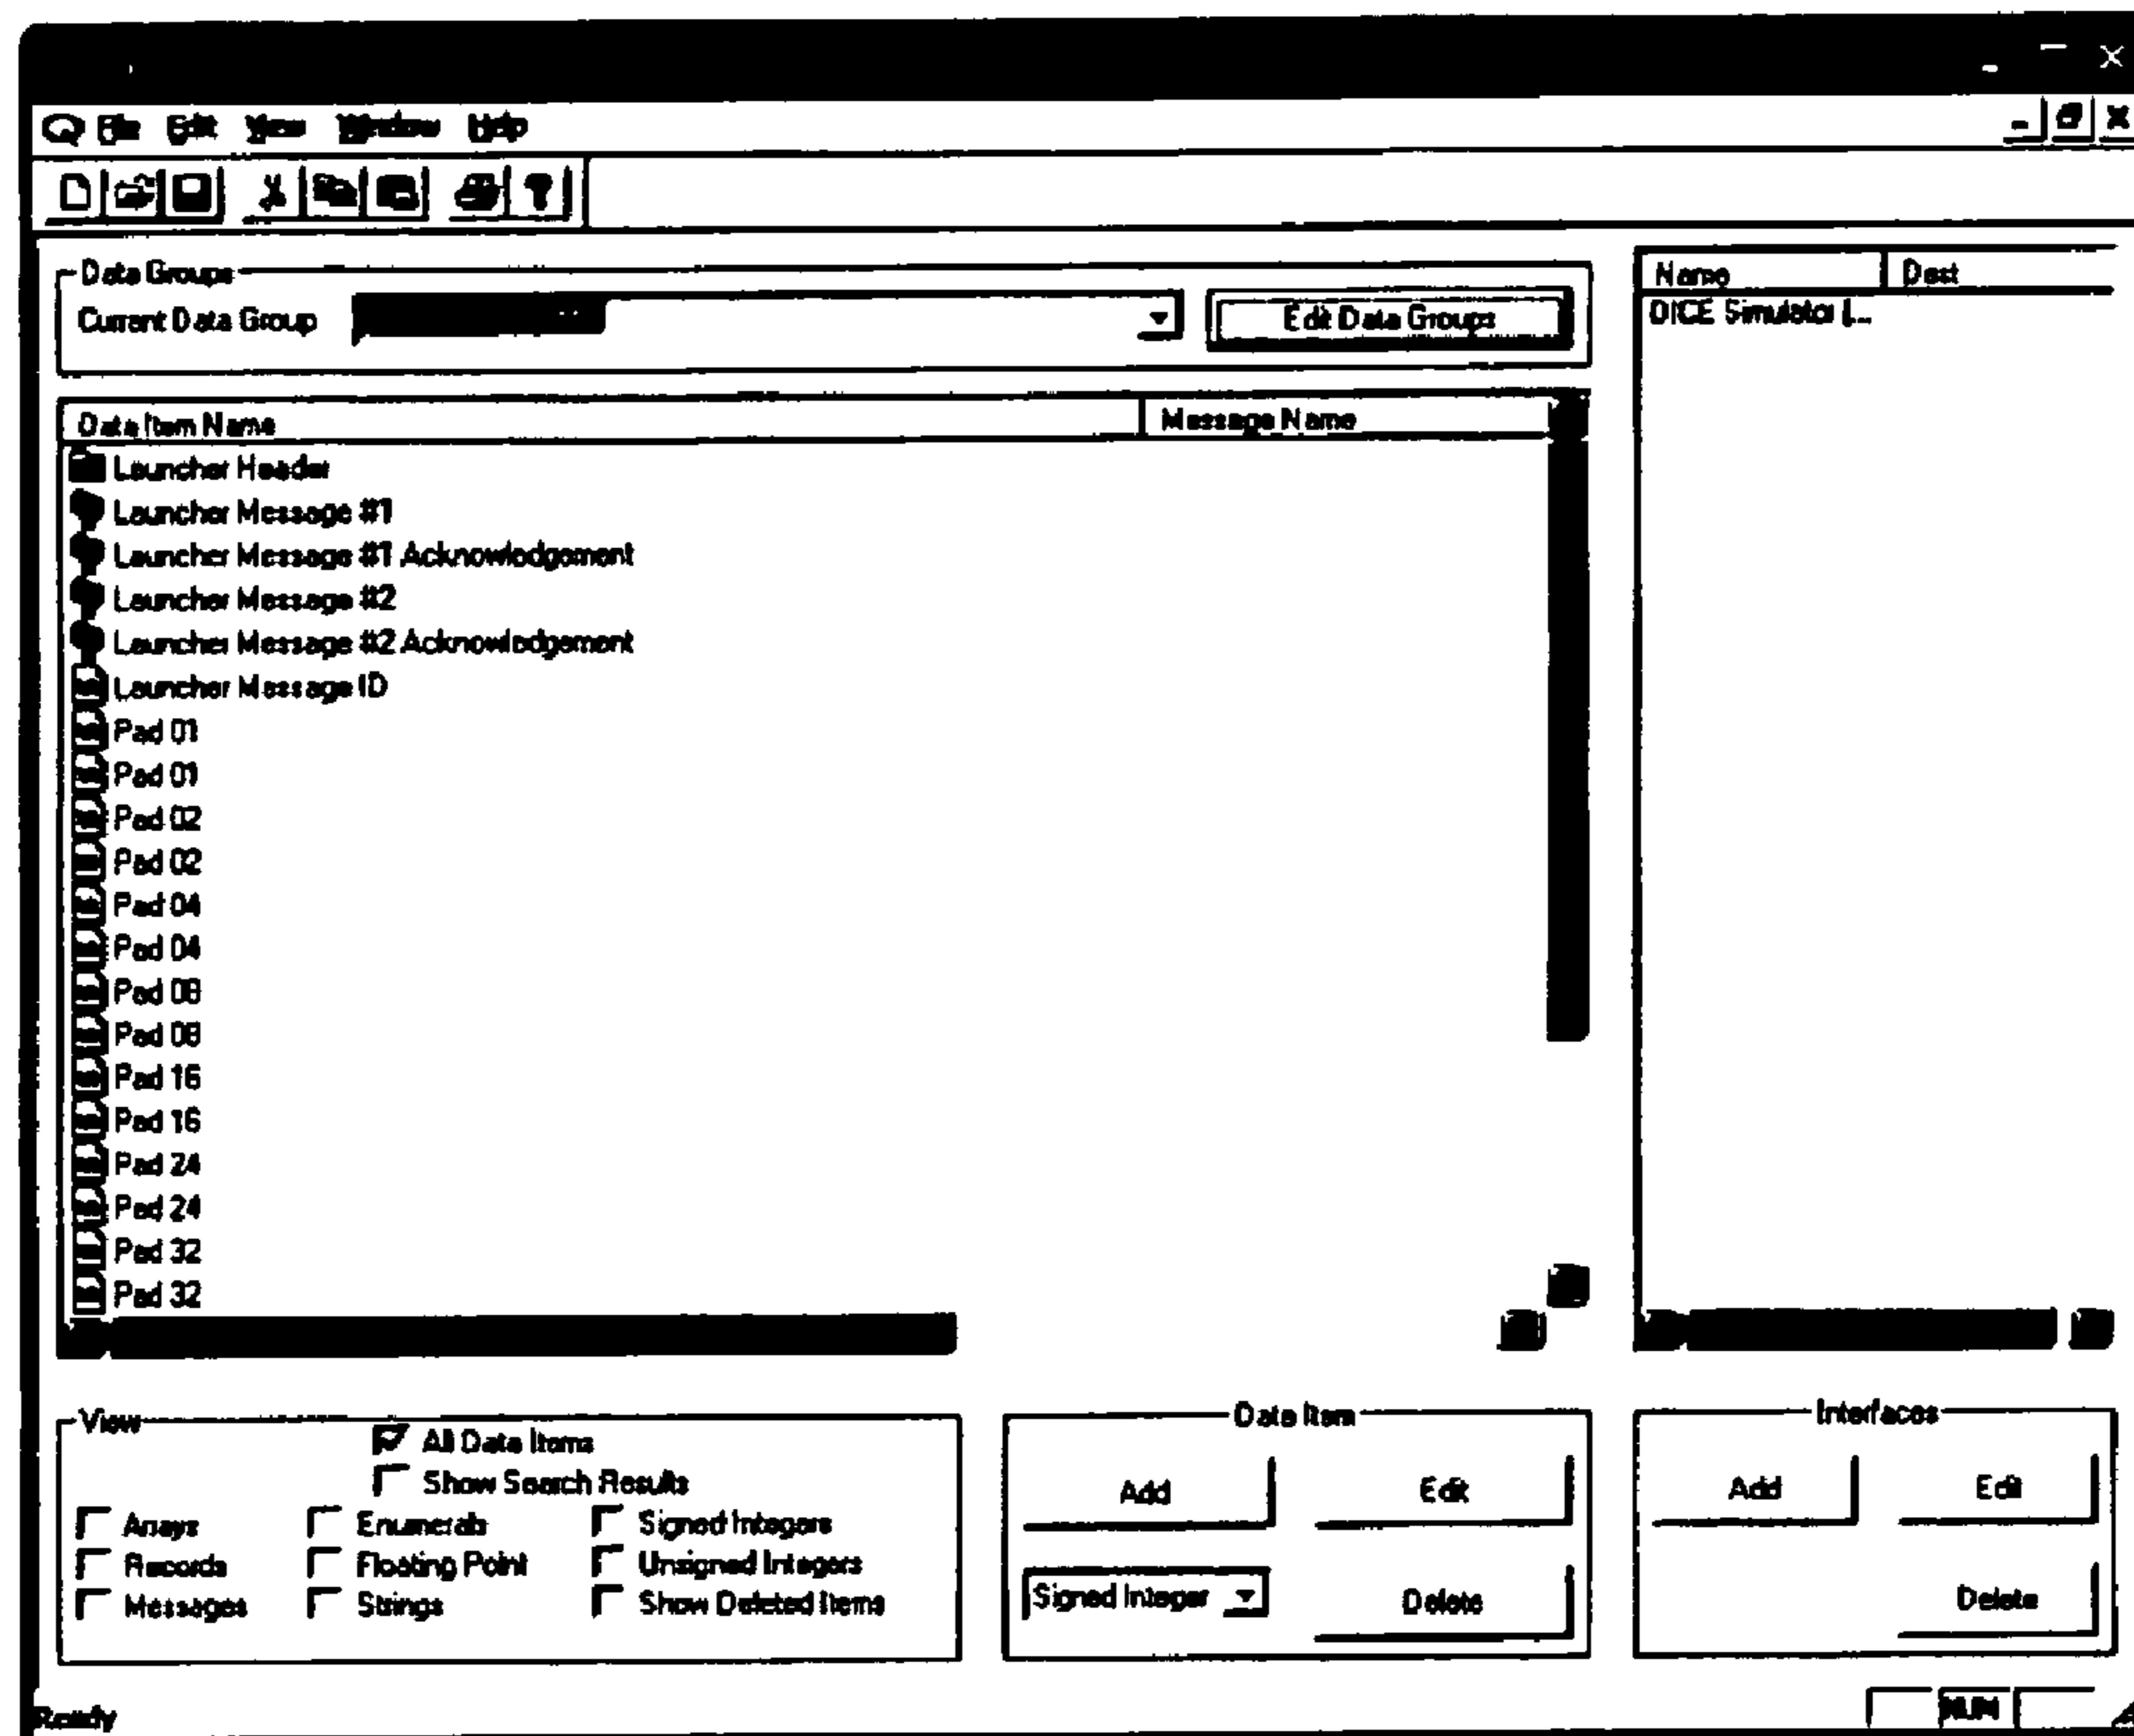 File Edit View Window Help
Data Groups
Current Data Group Edit Data Groups
Name Dest
DICE Simulator (...
Data Item Name Message Name
Launcher Header
Launcher Message #1
Launcher Message #1 Acknowledgement
Launcher Message #2
Launcher Message #2 Acknowledgement
Launcher Message ID
Pad 01
Pad 01
Pad 02
Pad 02
Pad 04
Pad 04
Pad 08
Pad 08
Pad 16
Pad 16
Pad 24
Pad 24
Pad 32
Pad 32
View
All Data Items
Show Search Results
Arrays Enumerals Signed Integers
Records Floating Point Unsigned Integers
Messages Strings Show Deleted Items
Data Item
Add Edit
Signed Integer Delete
Interfaces
Add Edit
Delete
Ready NUM